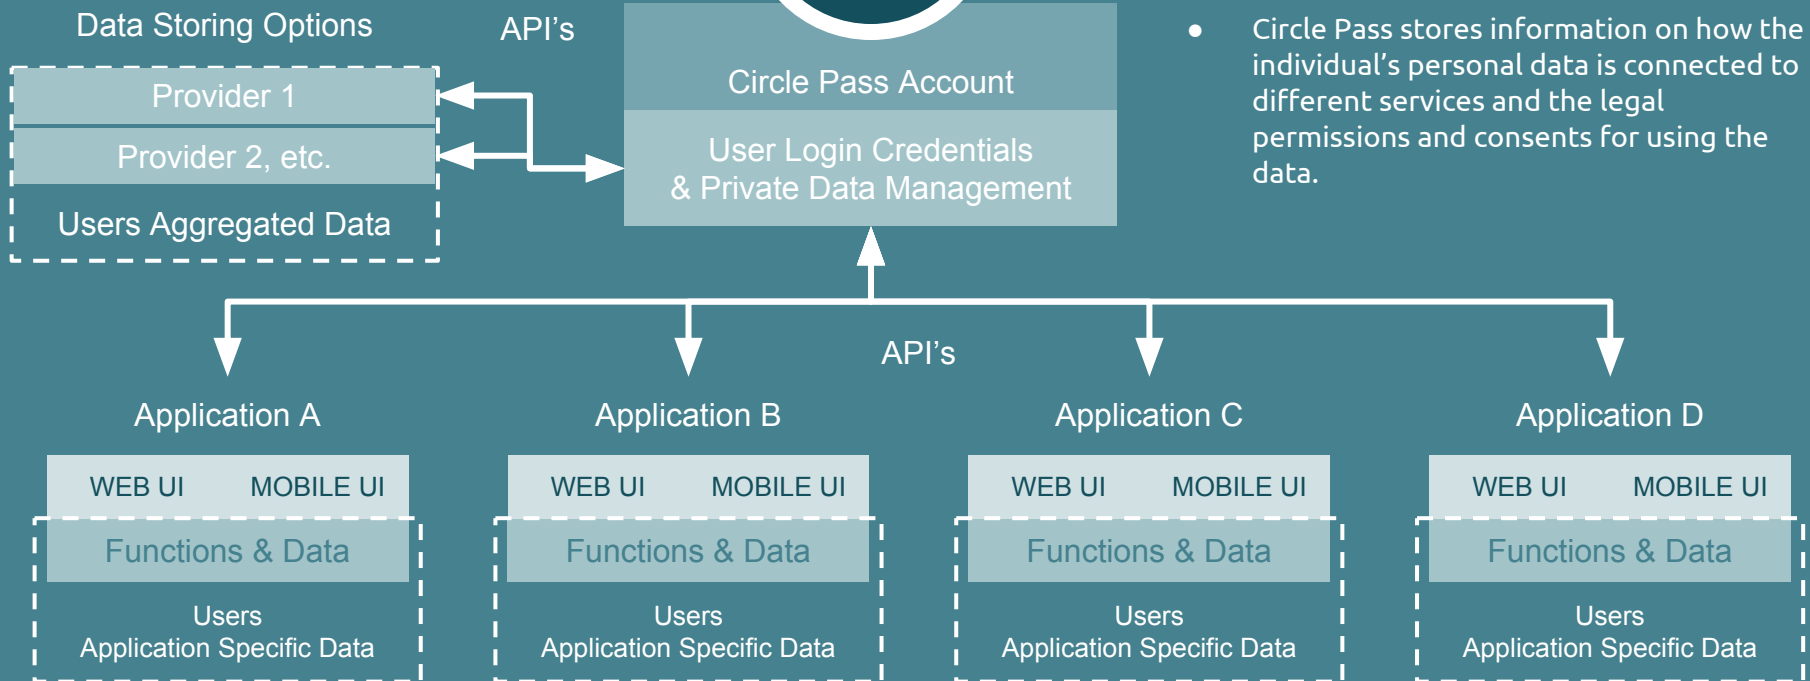 Data Storing Options
API's
Provider 1
Provider 2, etc.
Users Aggregated Data
Circle Pass Account
User Login Credentials
& Private Data Management
● Circle Pass stores information on how the
individual's personal data is connected to
different services and the legal
permissions and consents for using the
data.
API's
Application A
Application B
Application C
Application D
WEB UI MOBILE UI
WEB UI MOBILE UI
WEB UI MOBILE UI
WEB UI MOBILE UI
Functions & Data
Functions & Data
Functions & Data
Functions & Data
Users
Application Specific Data
Users
Application Specific Data
Users
Application Specific Data
Users
Application Specific Data